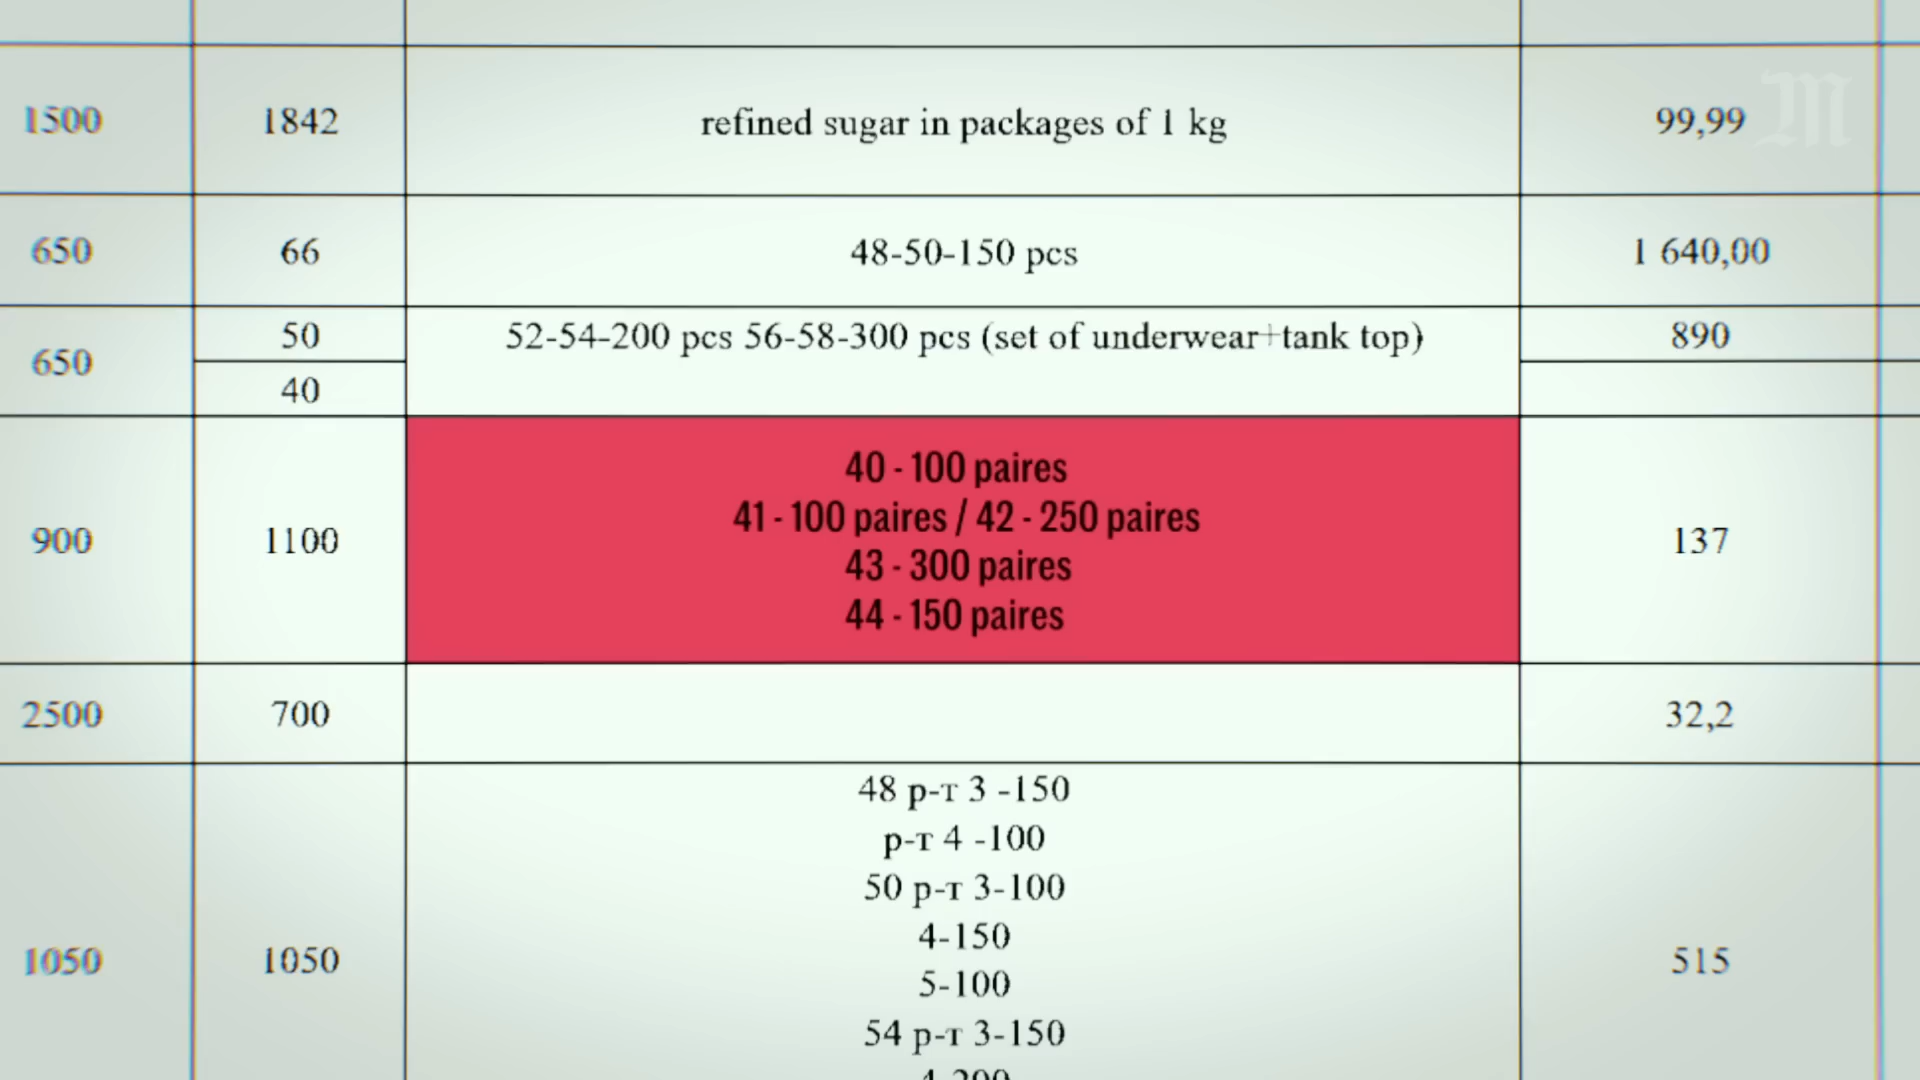 1500 1842 refined sugar in packages of 1 kg 99,99
M
650 66 48-50-150 pcs 1 640,00
650 50 52-54-200 pcs 56-58-300 pcs (set of underwear+tank top) 890
40
40 - 100 paires
41 - 100 paires / 42 - 250 paires
900 1100 43 - 300 paires 137
44 - 150 paires
2500 700 32,2
48 р-т 3 -150
р-т 4 -100
50 р-т 3-100
4-150
1050 1050 515
5-100
54 р-т 3-150
4-200